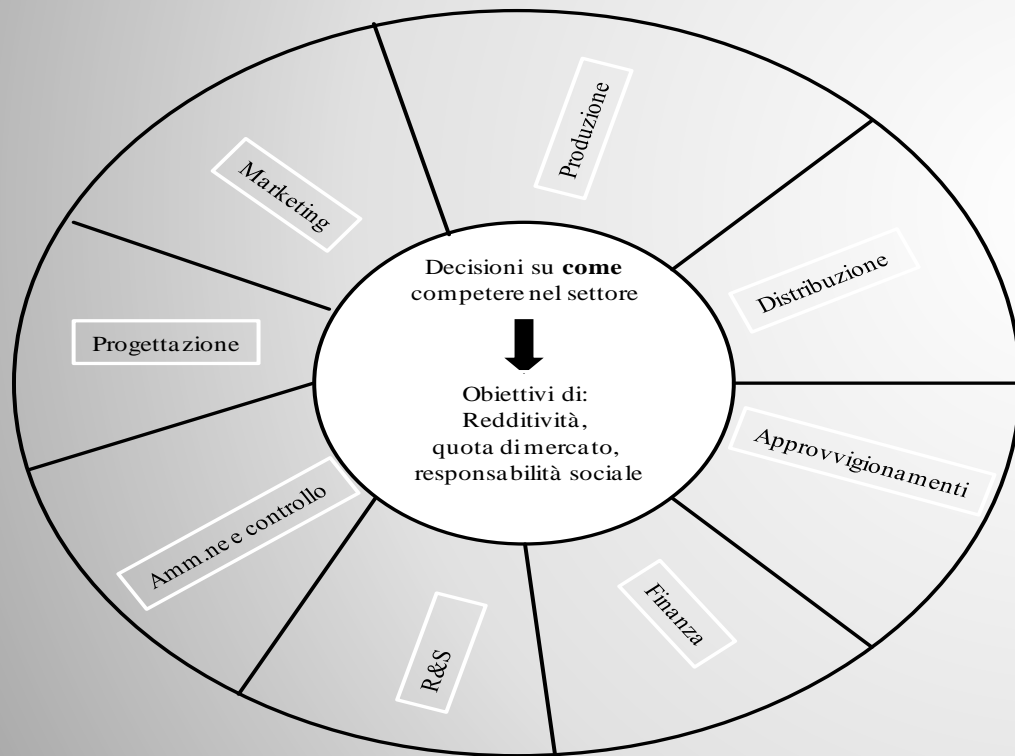 Produzione
Marketing
Distribuzione
Decisioni su come
competere nel settore
Progettazione
Obiettivi di:
Redditività,
quota di mercato,
responsabilità sociale
Approvvigionamenti
Amm.ne e controllo
Finanza
R&S